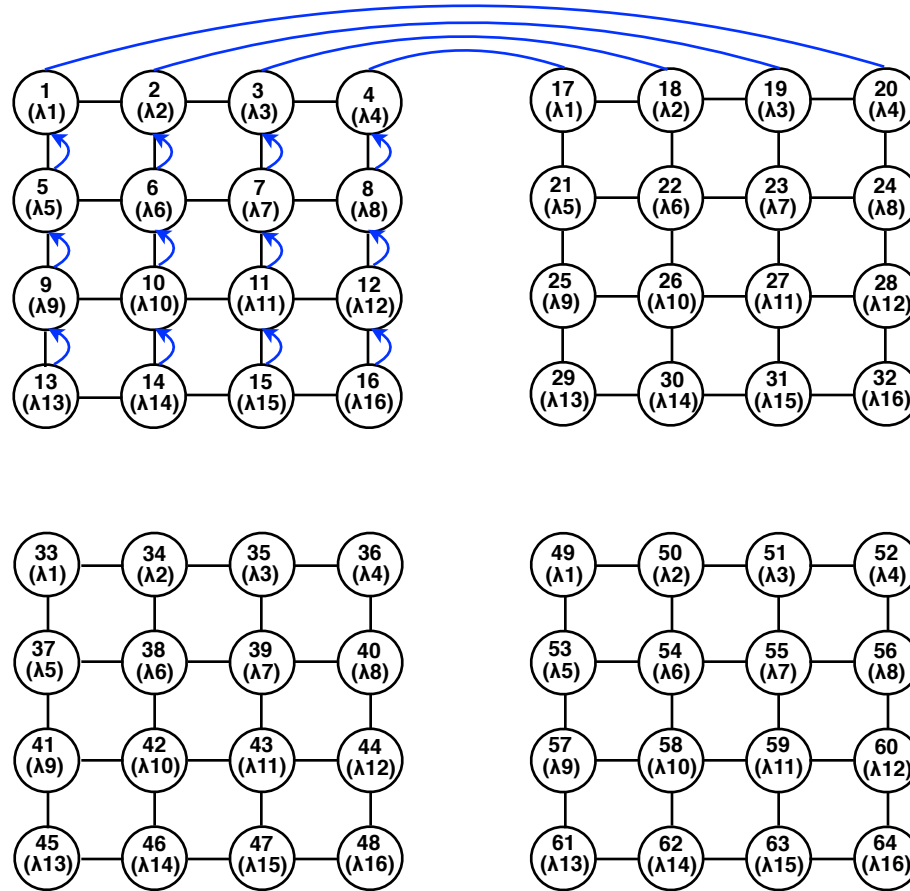 1 2 3 4 17 18 19 20
(λ1) (λ2) (λ3) (λ4) (λ1) (λ2) (λ3) (λ4)
5 6 7 8 21 22 23 24
(λ5) (λ6) (λ7) (λ8) (λ5) (λ6) (λ7) (λ8)
9 10 11 12 25 26 27 28
(λ9) (λ10) (λ11) (λ12) (λ9) (λ10) (λ11) (λ12)
13 14 15 16 29 30 31 32
(λ13) (λ14) (λ15) (λ16) (λ13) (λ14) (λ15) (λ16)
33 34 35 36 49 50 51 52
(λ1) (λ2) (λ3) (λ4) (λ1) (λ2) (λ3) (λ4)
37 38 39 40 53 54 55 56
(λ5) (λ6) (λ7) (λ8) (λ5) (λ6) (λ7) (λ8)
41 42 43 44 57 58 59 60
(λ9) (λ10) (λ11) (λ12) (λ9) (λ10) (λ11) (λ12)
45 46 47 48 61 62 63 64
(λ13) (λ14) (λ15) (λ16) (λ13) (λ14) (λ15) (λ16)